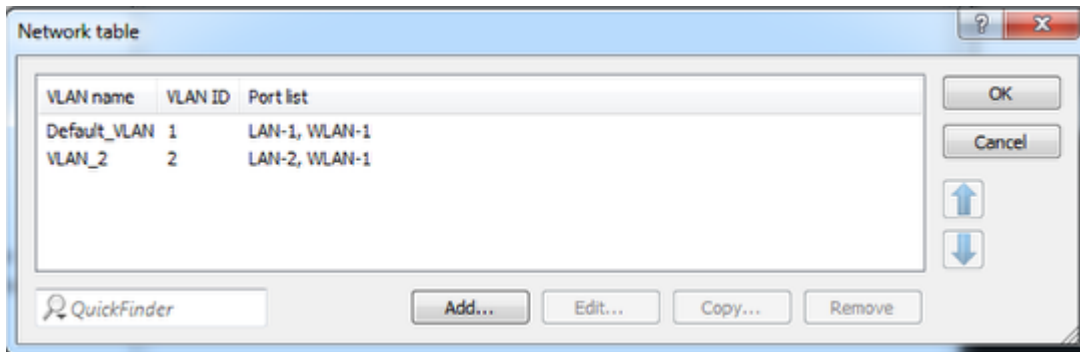 Network table
VLAN name VLAN ID Port list
Default_VLAN 1 LAN-1, WLAN-1
VLAN_2 2 LAN-2, WLAN-1
OK
Cancel
QuickFinder
Add... Edit... Copy... Remove